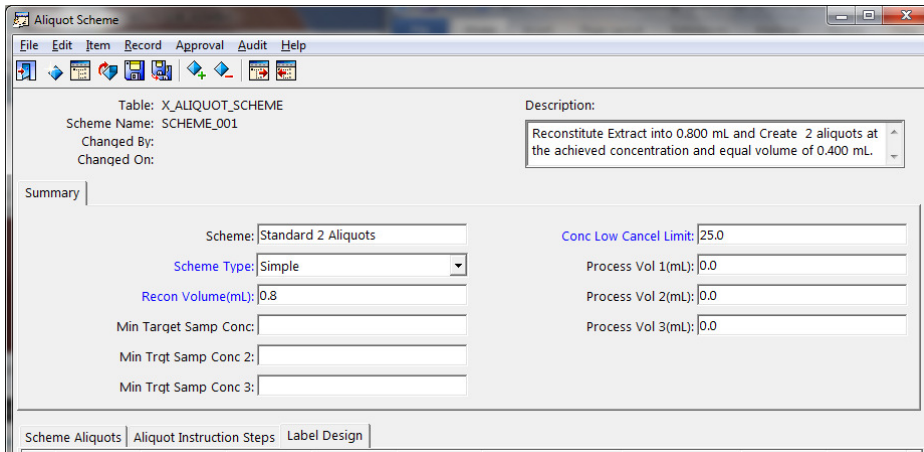 Aliquot Scheme
File Edit Item Record Approval Audit Help
Table: X_ALIQUOT_SCHEME
Scheme Name: SCHEME_001
Changed By:
Changed On:
Description:
Reconstitute Extract into 0.800 mL and Create 2 aliquots at
the achieved concentration and equal volume of 0.400 mL.
Summary
Scheme: Standard 2 Aliquots
Scheme Type: Simple
Recon Volume(mL): 0.8
Min Target Samp Conc:
Min Trgt Samp Conc 2:
Min Trgt Samp Conc 3:
Conc Low Cancel Limit: 25.0
Process Vol 1(mL): 0.0
Process Vol 2(mL): 0.0
Process Vol 3(mL): 0.0
Scheme Aliquots Aliquot Instruction Steps Label Design